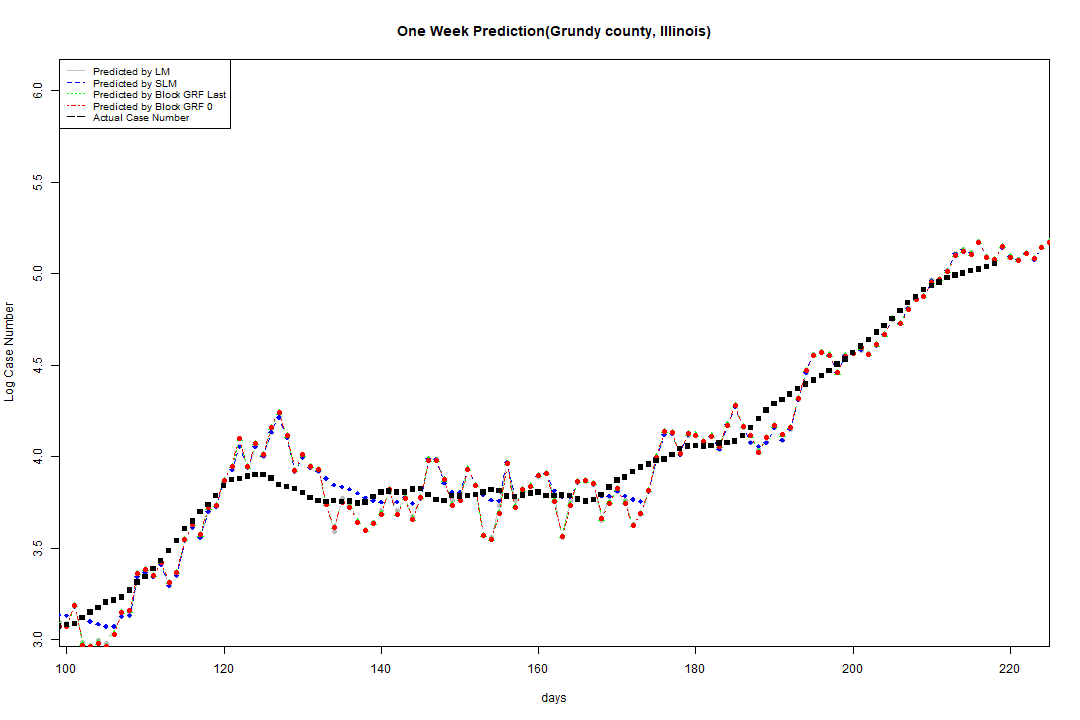 One Week Prediction(Grundy county, Illinois)
Predicted by LM
Predicted by SLM
Predicted by Block GRF Last
Predicted by Block GRF 0
Actual Case Number
6.0
5.5
5.0
4.5
4.0
3.5
3.0
Log Case Number
100 120 140 160 180 200 220
days